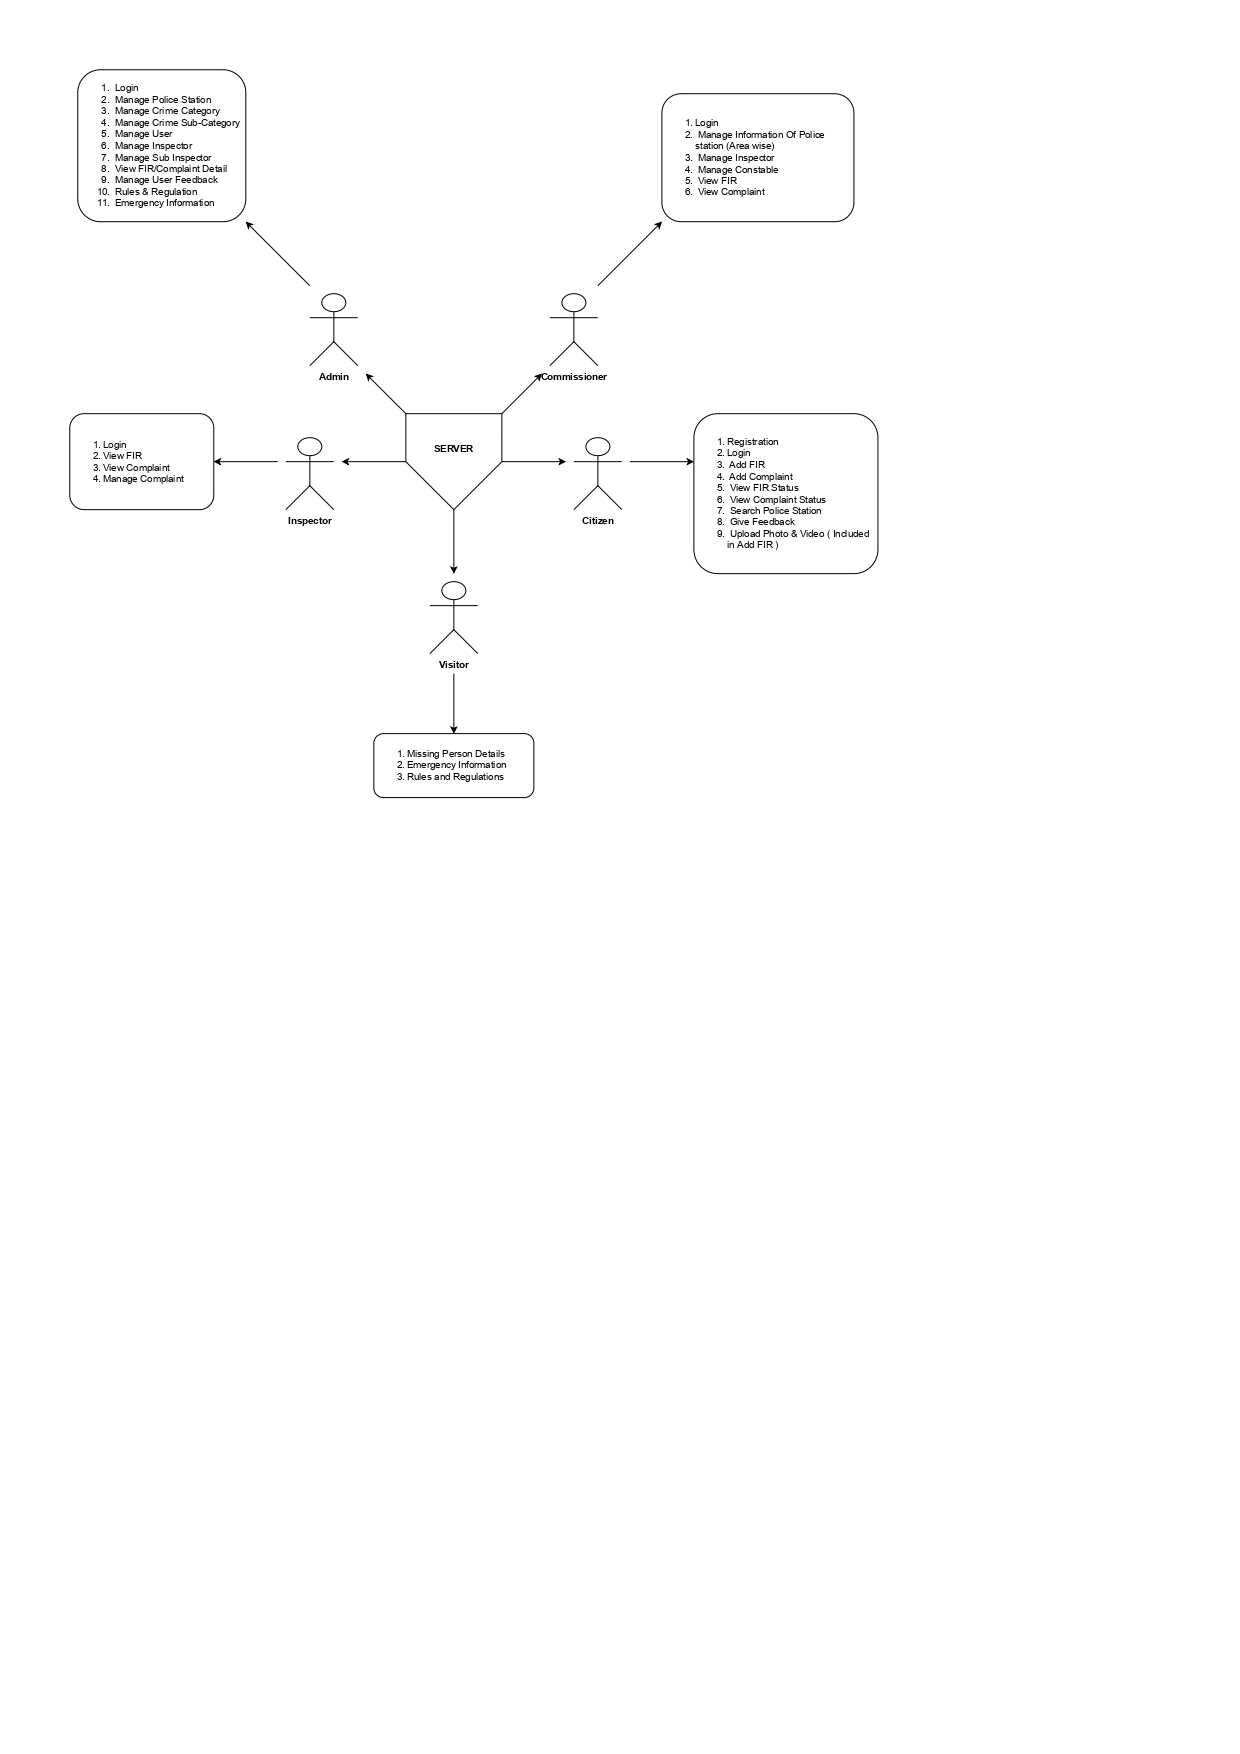 1. Login
2. Manage Police Station
3. Manage Crime Category
4. Manage Crime Sub-Category
5. Manage User
6. Manage Inspector
7. Manage Sub Inspector
8. View FIR/Complaint Detail
9. Manage User Feedback
10. Rules & Regulation
11. Emergency Information
1. Login
2. Manage Information Of Police
station (Area wise)
3. Manage Inspector
4. Manage Constable
5. View FIR
6. View Complaint
Admin
Commissioner
1. Login
2. View FIR
3. View Complaint
4. Manage Complaint
Inspector
SERVER
Citizen
1. Registration
2. Login
3. Add FIR
4. Add Complaint
5. View FIR Status
6. View Complaint Status
7. Search Police Station
8. Give Feedback
9. Upload Photo & Video ( Included
in Add FIR )
Visitor
1. Missing Person Details
2. Emergency Information
3. Rules and Regulations